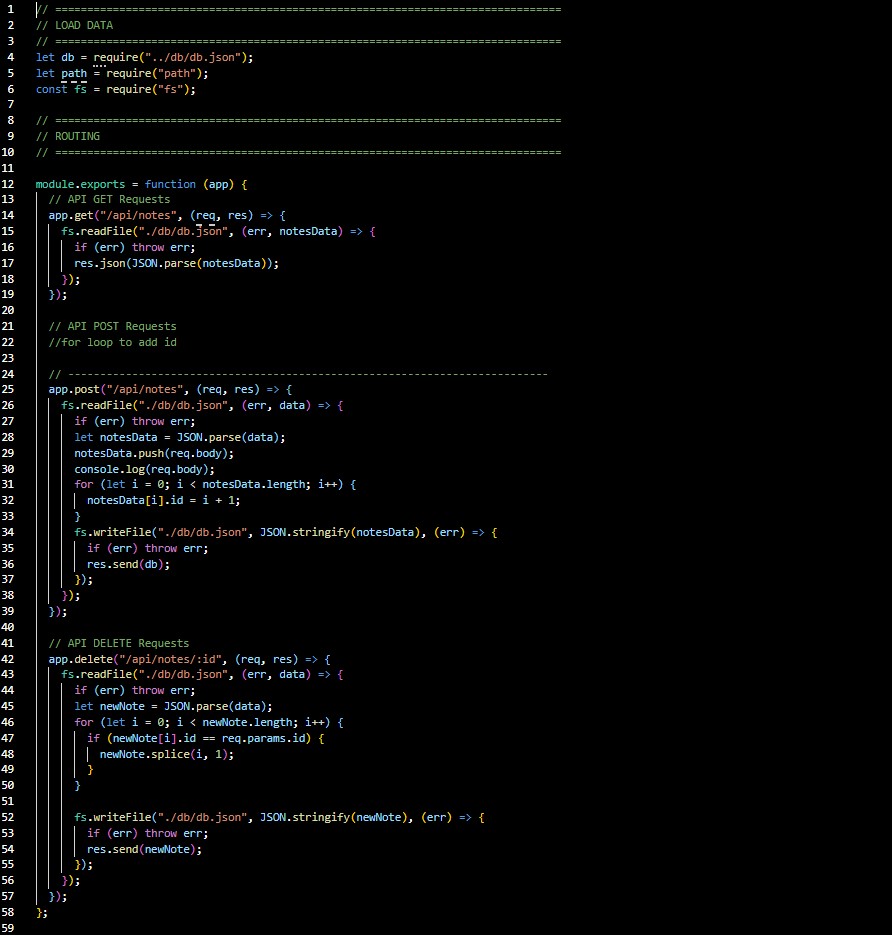 1 // ================================================================================
2 // LOAD DATA
3 // ================================================================================
4 let db = require("../db/db.json");
5 let path = require("path");
6 const fs = require("fs");
7
8 // ================================================================================
9 // ROUTING
10 // ================================================================================
11
12 module.exports = function (app) {
13 // API GET Requests
14 app.get("/api/notes", (req, res) => {
15 fs.readFile("./db/db.json", (err, notesData) => {
16 if (err) throw err;
17 res.json(JSON.parse(notesData));
18 });
19 });
20
21 // API POST Requests
22 //for loop to add id
23
24 // ---------------------------------------------------------------------------
25 app.post("/api/notes", (req, res) => {
26 fs.readFile("./db/db.json", (err, data) => {
27 if (err) throw err;
28 let notesData = JSON.parse(data);
29 notesData.push(req.body);
30 console.log(req.body);
31 for (let i = 0; i < notesData.length; i++) {
32 notesData[i].id = i + 1;
33 }
34 fs.writeFile("./db/db.json", JSON.stringify(notesData), (err) => {
35 if (err) throw err;
36 res.send(db);
37 });
38 });
39 });
40
41 // API DELETE Requests
42 app.delete("/api/notes/:id", (req, res) => {
43 fs.readFile("./db/db.json", (err, data) => {
44 if (err) throw err;
45 let newNote = JSON.parse(data);
46 for (let i = 0; i < newNote.length; i++) {
47 if (newNote[i].id == req.params.id) {
48 newNote.splice(i, 1);
49 }
50 }
51
52 fs.writeFile("./db/db.json", JSON.stringify(newNote), (err) => {
53 if (err) throw err;
54 res.send(newNote);
55 });
56 });
57 });
58 };
59